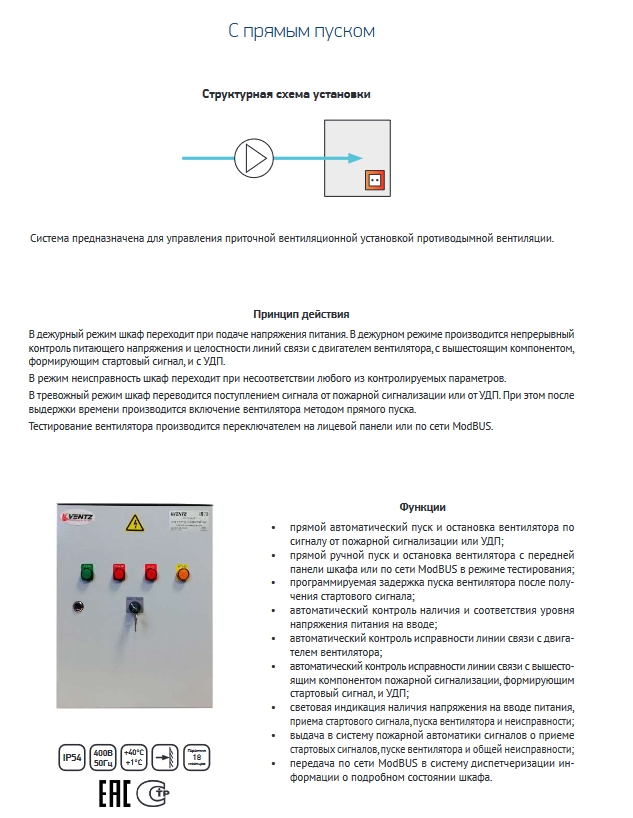 С прямым пуском
Структурная схема установки
Система предназначена для управления приточной вентиляционной установкой противодымной вентиляции.
Принцип действия
В дежурный режим шкаф переходит при подаче напряжения питания. В дежурном режиме производится непрерывный
контроль питающего напряжения и целостности линий связи с двигателем вентилятора, с вышестоящим компонентом,
формирующим стартовый сигнал, и с УДП.
В режим неисправность шкаф переходит при несоответствии любого из контролируемых параметров.
В тревожный режим шкаф переводится поступлением сигнала от пожарной сигнализации или от УДП. При этом после
выдержки времени производится включение вентилятора методом прямого пуска.
Тестирование вентилятора производится переключателем на лицевой панели или по сети ModBUS.
Функции
• прямой автоматический пуск и остановка вентилятора по
сигналу от пожарной сигнализации или УДП;
• прямой ручной пуск и остановка вентилятора с передней
панели шкафа или по сети ModBUS в режиме тестирования;
• программируемая задержка пуска вентилятора после полу-
чения стартового сигнала;
• автоматический контроль наличия и соответствия уровня
напряжения питания на вводе;
• автоматический контроль исправности линии связи с двига-
телем вентилятора;
• автоматический контроль исправности линии связи с вышесто-
ящим компонентом пожарной сигнализации, формирующим
стартовый сигнал, и УДП;
• световая индикация наличия напряжения на вводе питания,
приема стартового сигнала, пуска вентилятора и неисправности;
• выдача в систему пожарной автоматики сигналов о приеме
стартовых сигналов, пуске вентилятора и общей неисправности;
• передача по сети ModBUS в систему диспетчеризации ин-
формации о подробном состоянии шкафа.
VENTZ
VENTZ
IP54
400В
50Гц
+40°С
+1°С
Гарантия
18
месяцев
EAC
ТР